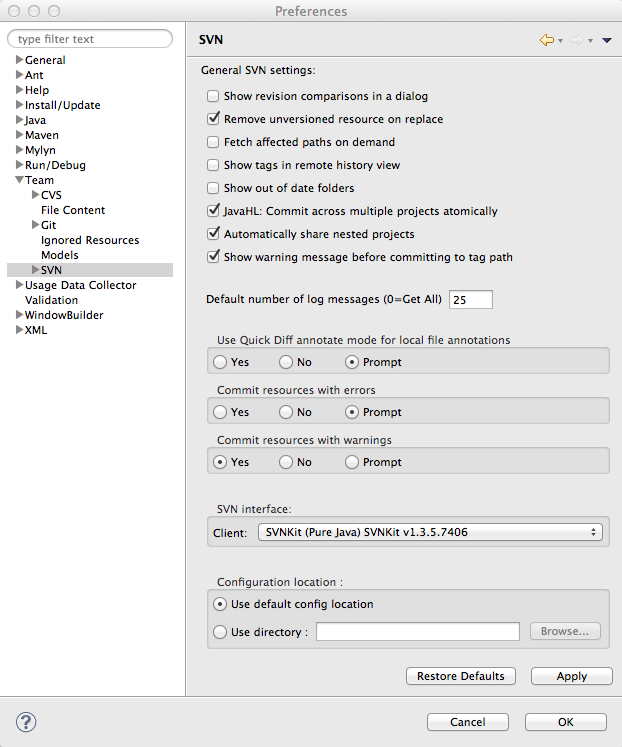 Preferences
type filter text
General
Ant
Help
Install/Update
Java
Maven
Mylyn
Run/Debug
Team
CVS
File Content
Git
Ignored Resources
Models
SVN
Usage Data Collector
Validation
WindowBuilder
XML
SVN
General SVN settings:
Show revision comparisons in a dialog
Remove unversioned resource on replace
Fetch affected paths on demand
Show tags in remote history view
Show out of date folders
JavaHL: Commit across multiple projects atomically
Automatically share nested projects
Show warning message before committing to tag path
Default number of log messages (0=Get All) 25
Use Quick Diff annotate mode for local file annotations
Yes No Prompt
Commit resources with errors
Yes No Prompt
Commit resources with warnings
Yes No Prompt
SVN interface:
Client: SVNKit (Pure Java) SVNKit v1.3.5.7406
Configuration location :
Use default config location
Use directory : Browse...
Restore Defaults Apply
? Cancel OK